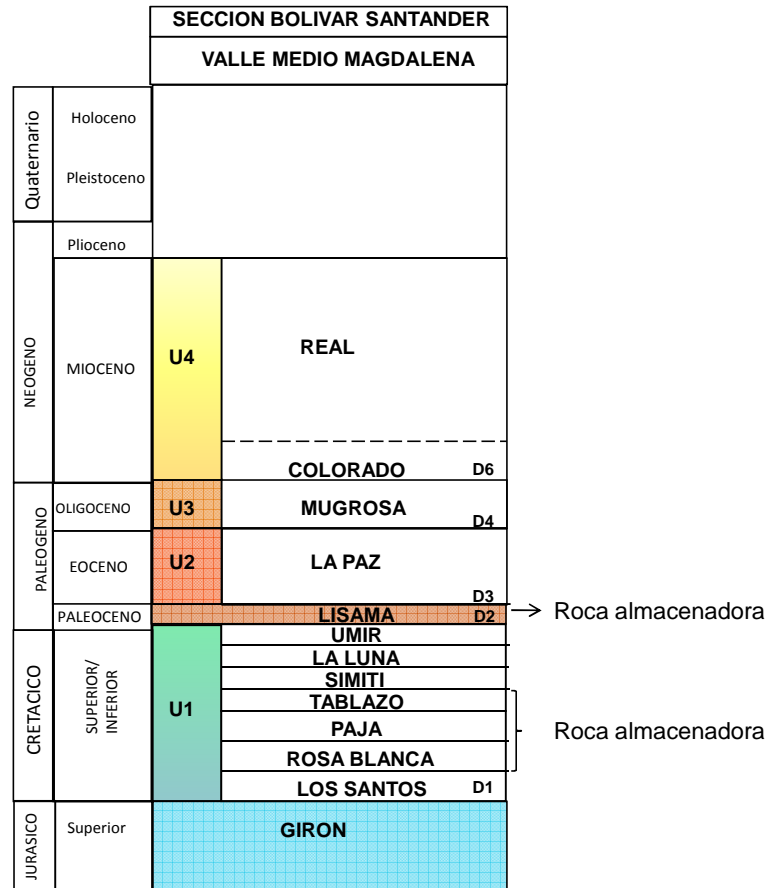 SECCION BOLIVAR SANTANDER
VALLE MEDIO MAGDALENA
Quaternario
Holoceno
Pleistoceno
NEOGENO
Plioceno
MIOCENO
U4
REAL
COLORADO D6
PALEOGENO
OLIGOCENO
U3
MUGROSA
D4
EOCENO
U2
LA PAZ
D3
PALEOCENO
LISAMA D2
Roca almacenadora
CRETACICO
SUPERIOR/
INFERIOR
U1
UMIR
LA LUNA
SIMITI
TABLAZO
PAJA
Roca almacenadora
ROSA BLANCA
LOS SANTOS D1
JURASICO
Superior
GIRON